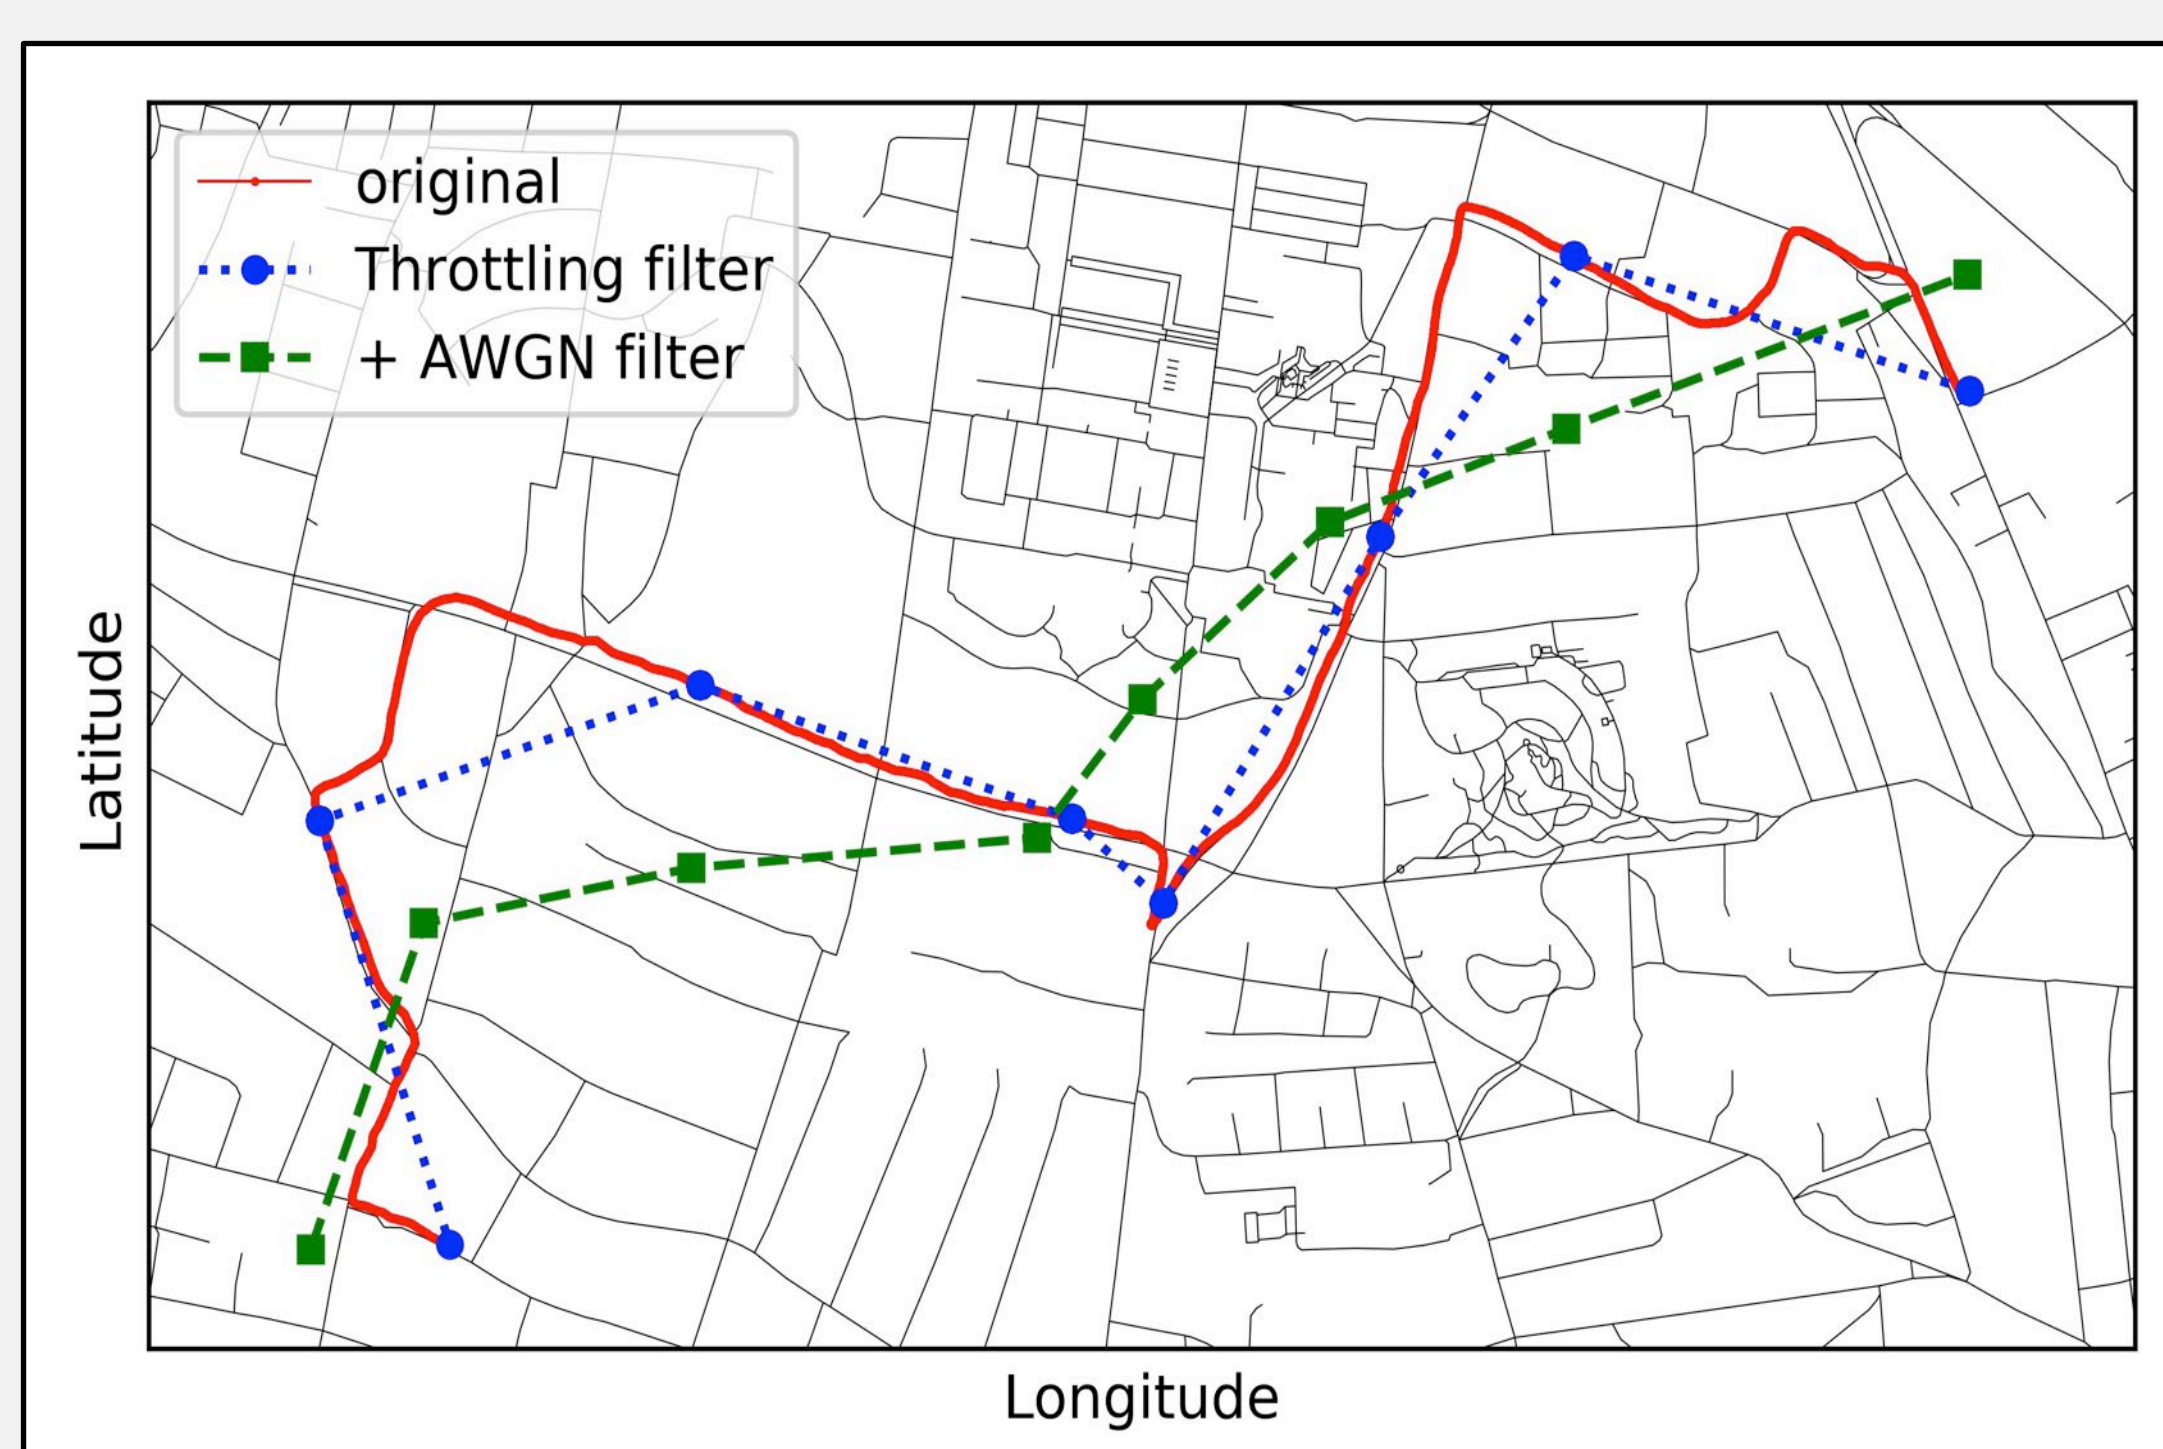 original
Throttling filter
+ AWGN filter
Latitude
Longitude